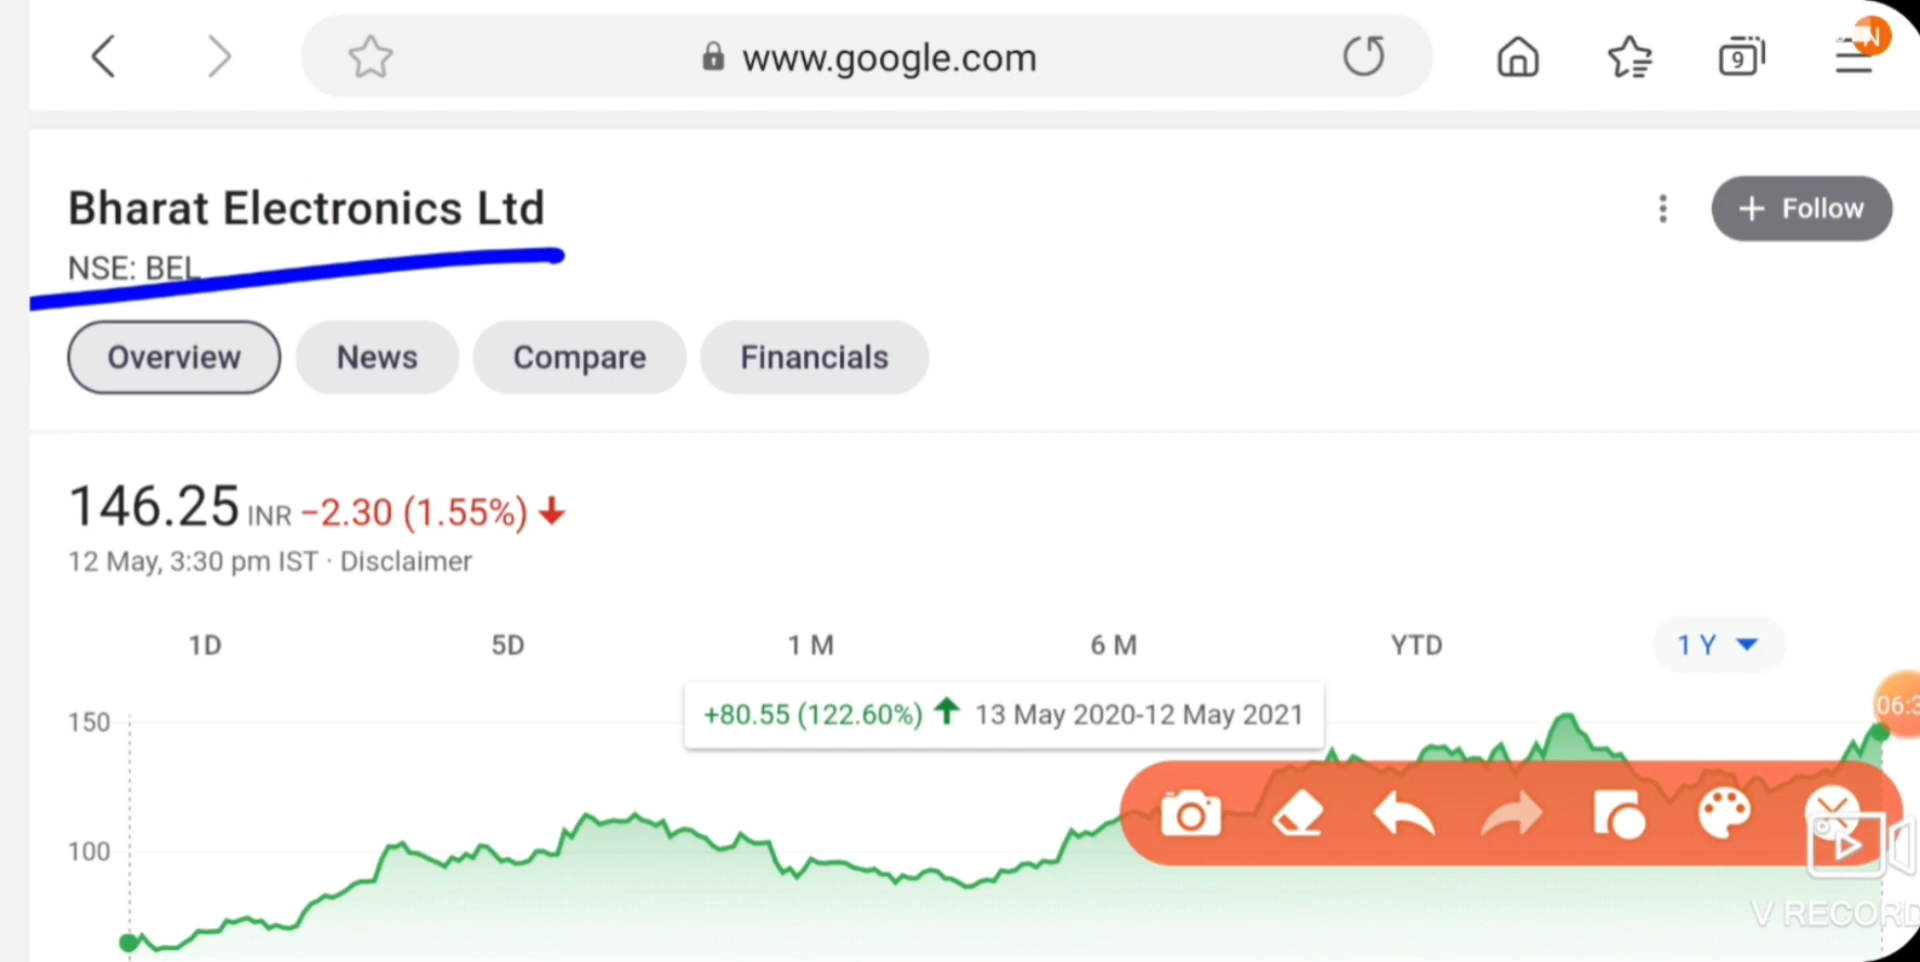 www.google.com
9
N
Bharat Electronics Ltd
+ Follow
NSE: BEL
Overview
News
Compare
Financials
146.25 INR −2.30 (1.55%)
12 May, 3:30 pm IST · Disclaimer
1D
5D
1 M
6 M
YTD
1 Y
+80.55 (122.60%) 13 May 2020-12 May 2021
150
100
V RECORD